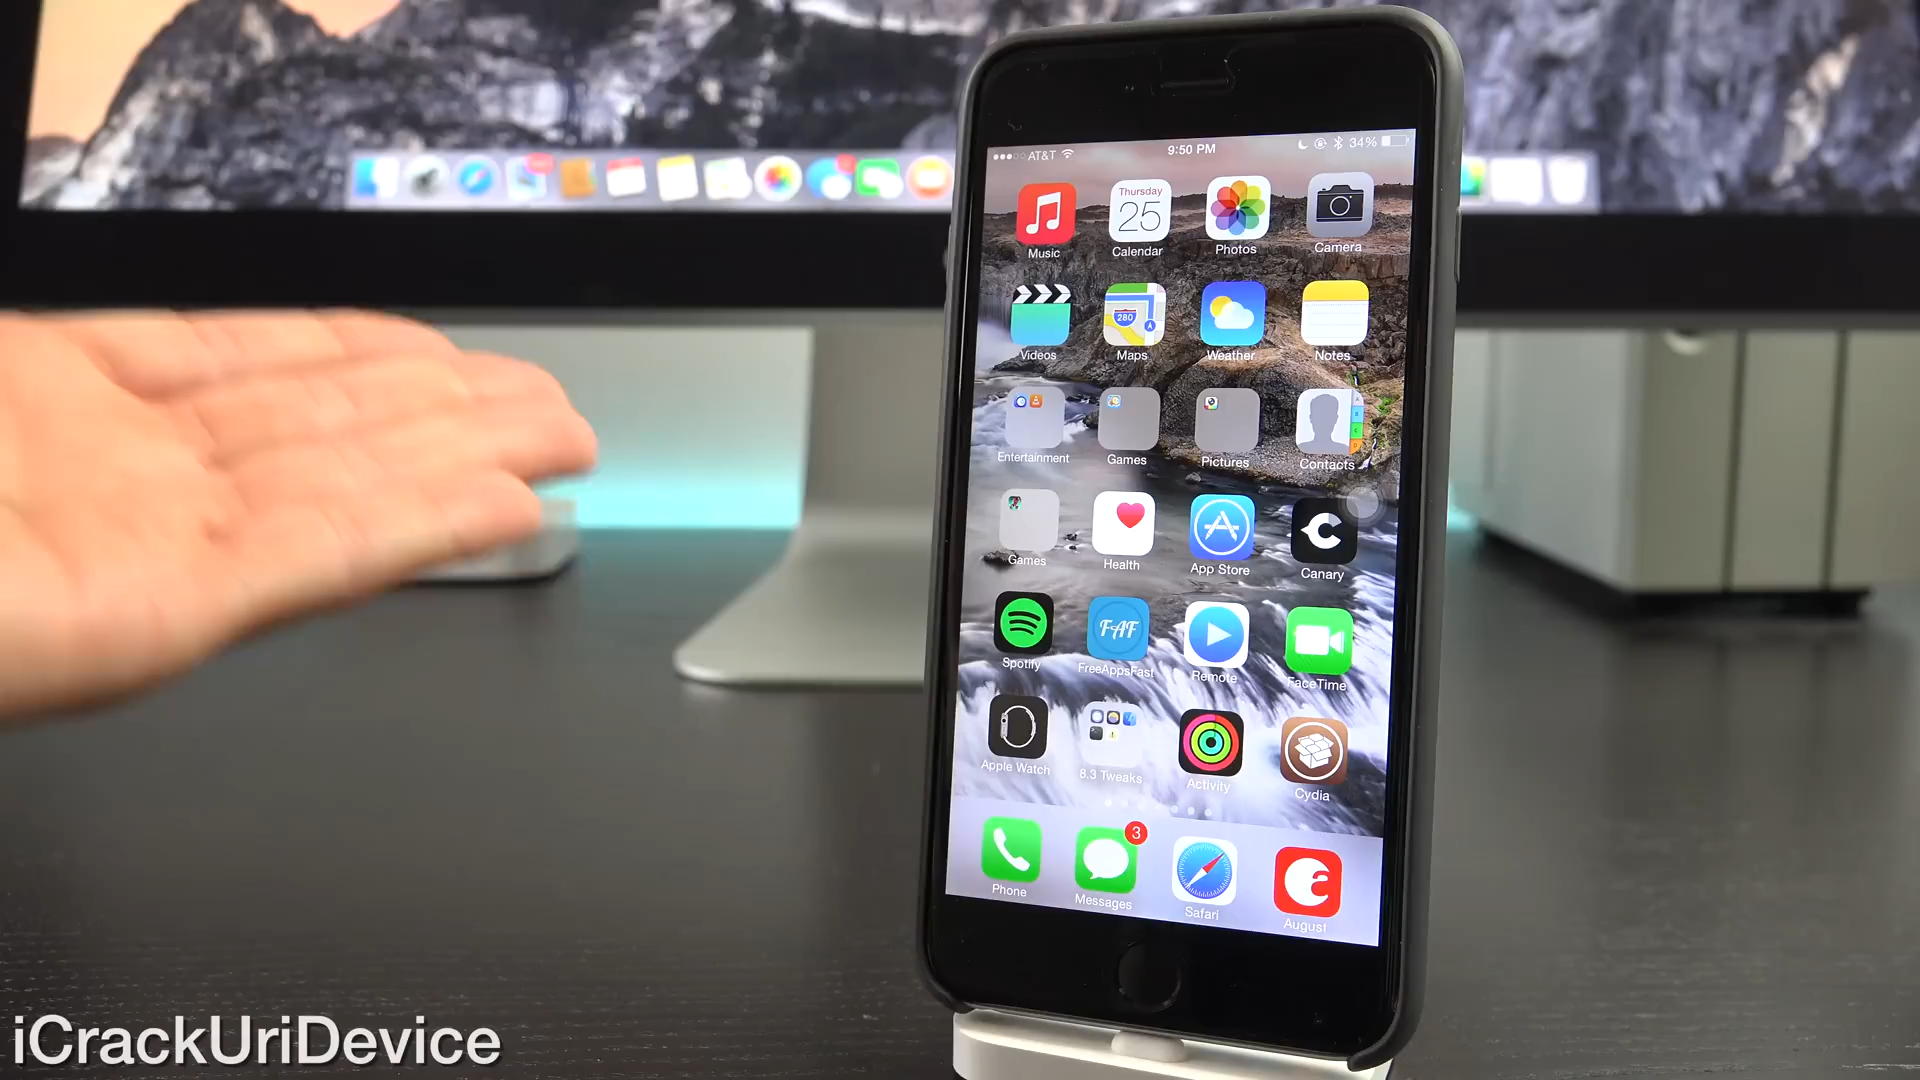 AT&T 9:50 PM 34%
Thursday
25
Music Calendar Photos Camera
280
Videos Maps Weather Notes
Entertainment Games Pictures Contacts
Games Health App Store Canary
FAF
Spotify FreeAppsFast Remote FaceTime
Apple Watch 8.3 Tweaks Activity Cydia
3
Phone Messages Safari August
iCrackUriDevice